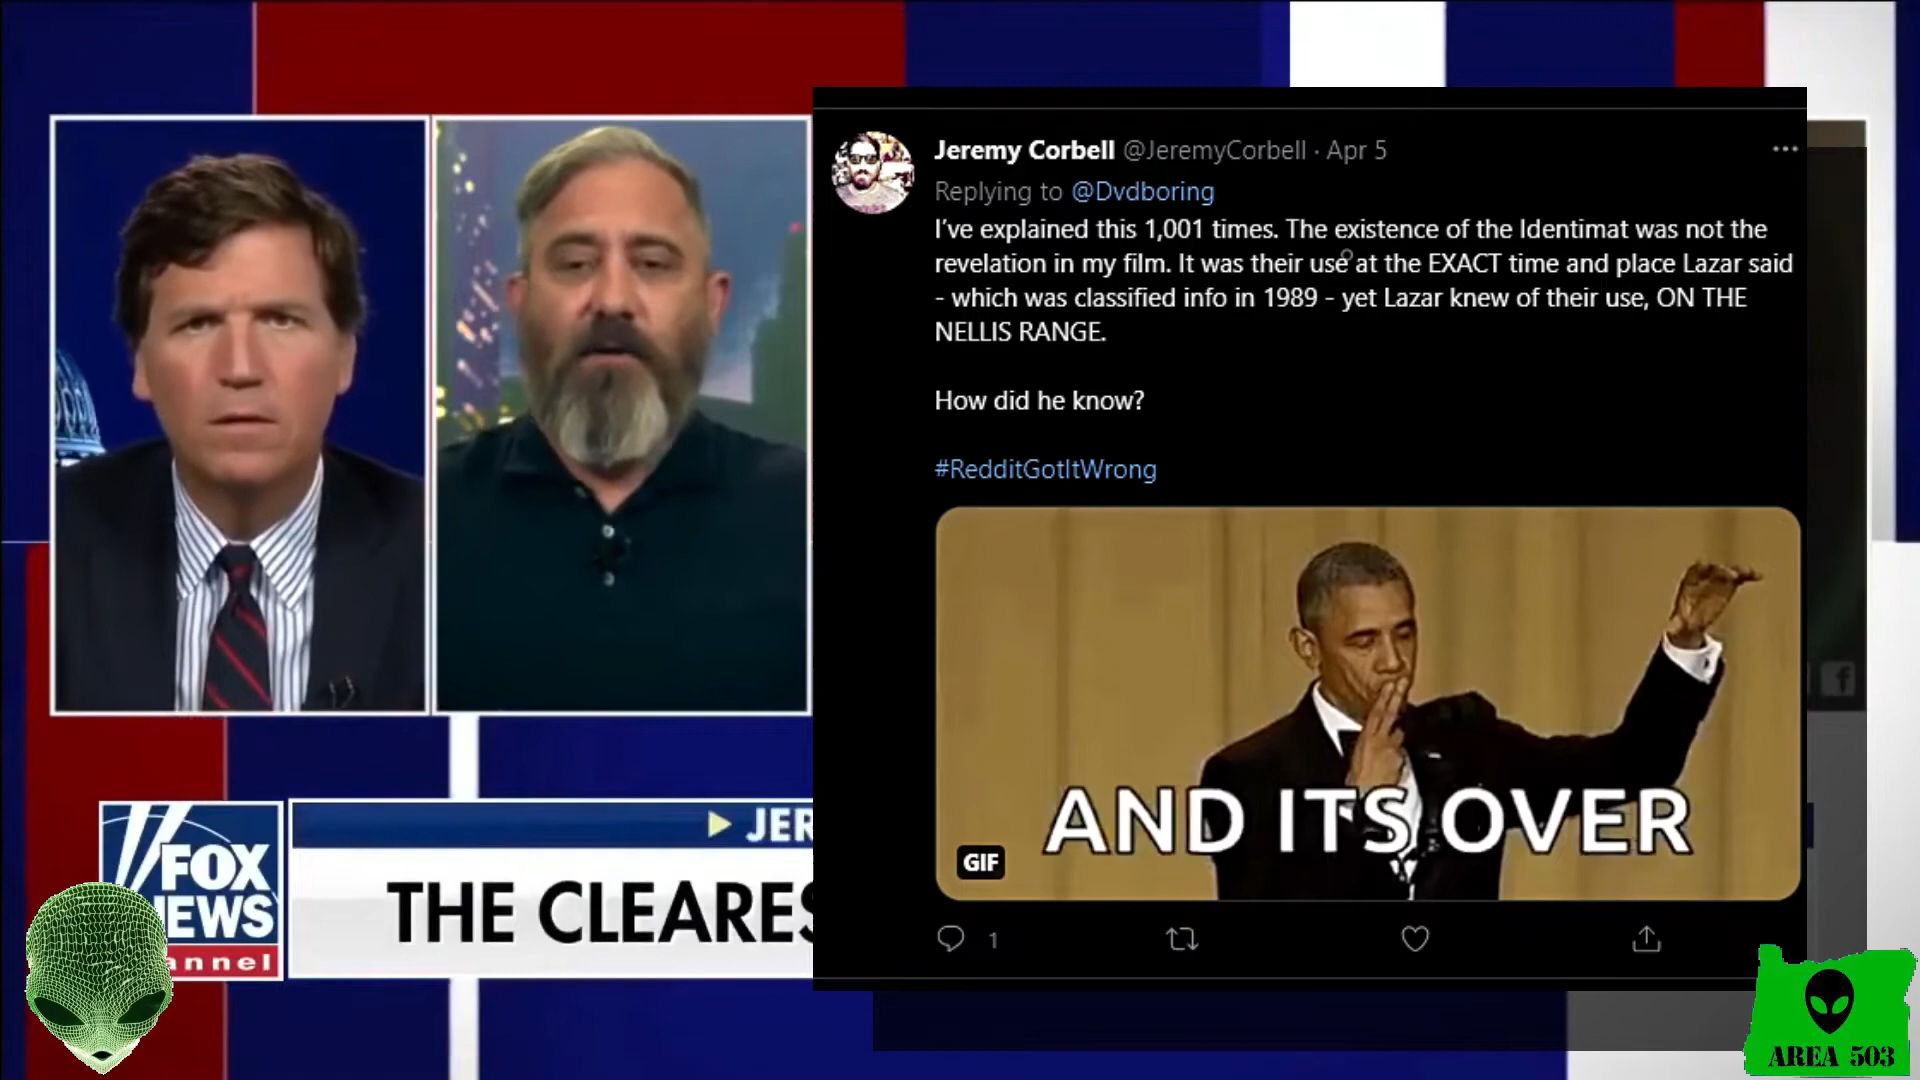 Jeremy Corbell @JeremyCorbell · Apr 5
Replying to @Dvdboring
I've explained this 1,001 times. The existence of the Identimat was not the
revelation in my film. It was their use at the EXACT time and place Lazar said
- which was classified info in 1989 - yet Lazar knew of their use, ON THE
NELLIS RANGE.
How did he know?
#RedditGotItWrong
AND ITS OVER
GIF
1
JER
FOX
NEWS
annel
THE CLEARES
AREA 503